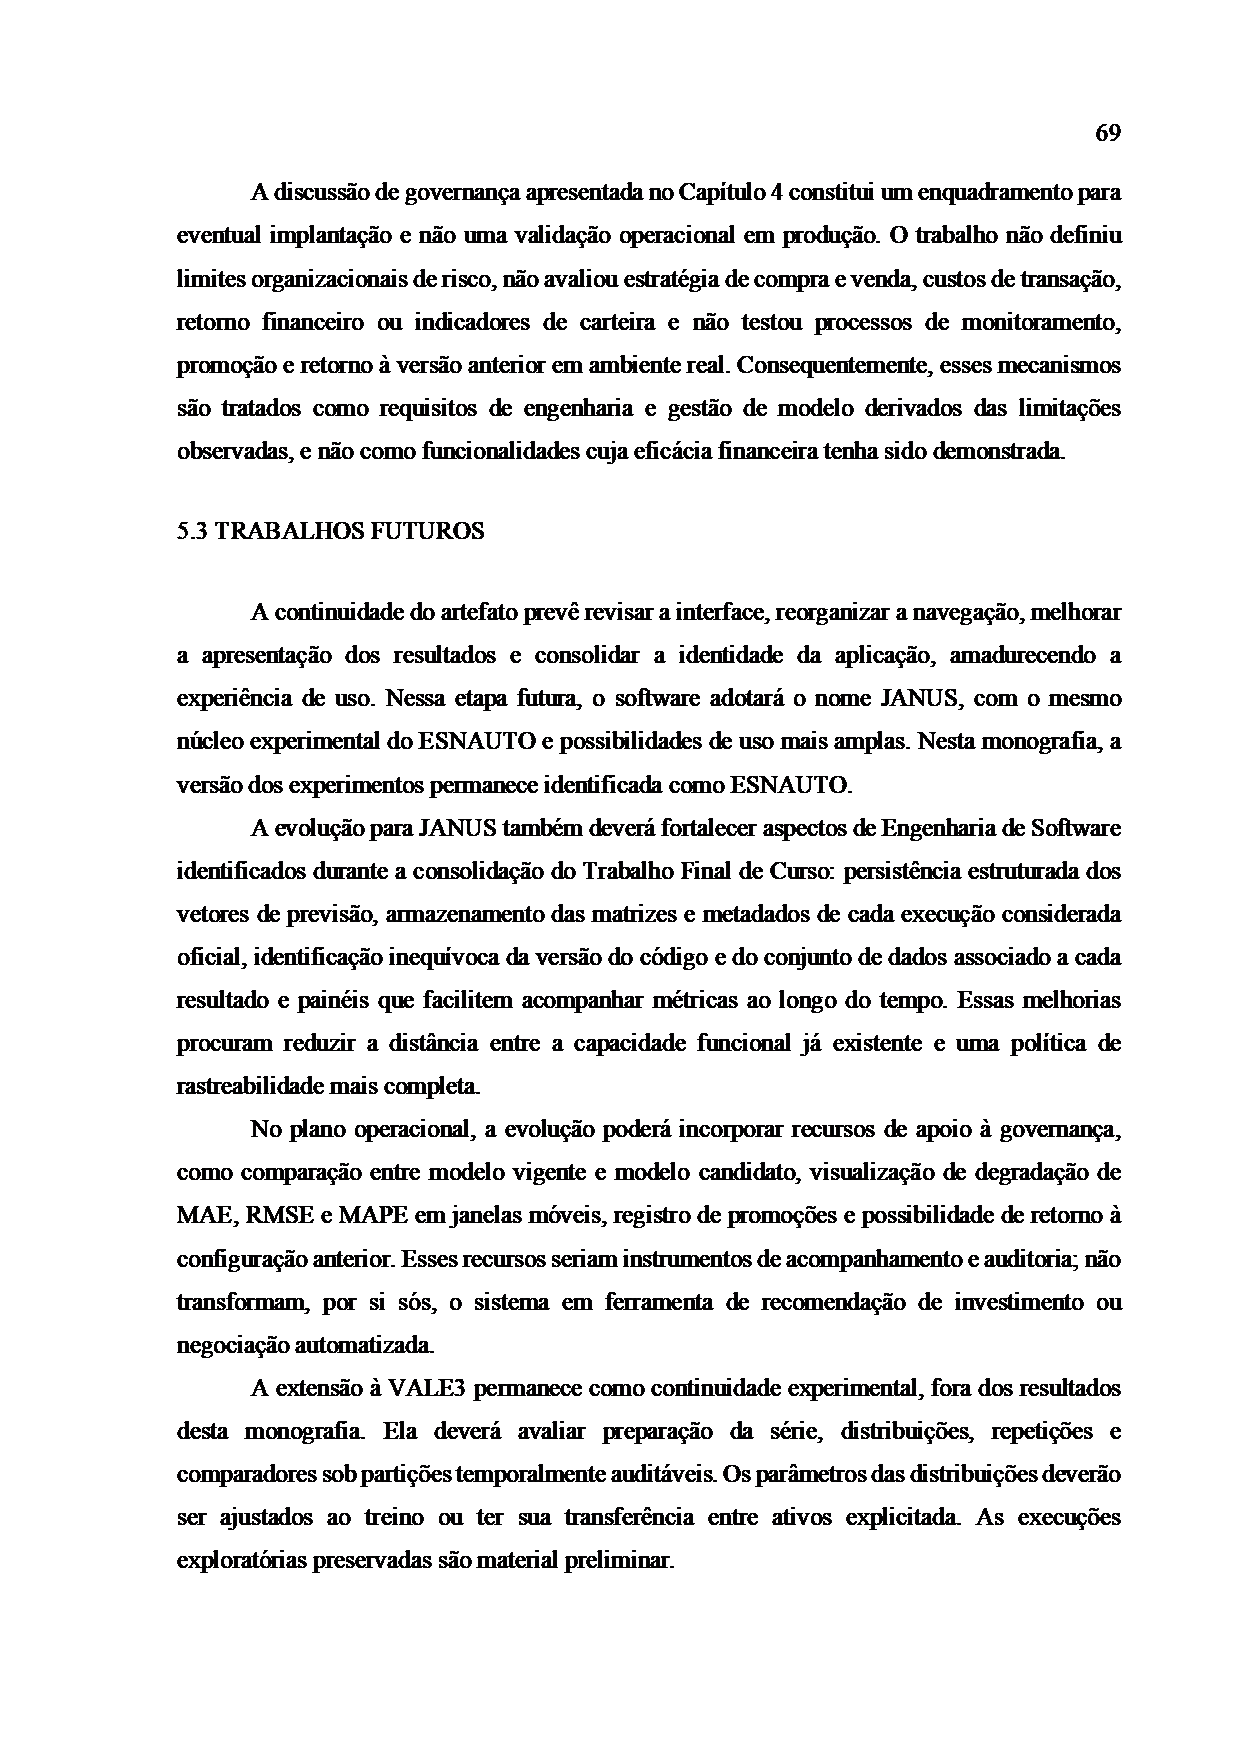 69
A discussão de governança apresentada no Capítulo 4 constitui um enquadramento para
eventual implantação e não uma validação operacional em produção. O trabalho não definiu
limites organizacionais de risco, não avaliou estratégia de compra e venda, custos de transação,
retorno financeiro ou indicadores de carteira e não testou processos de monitoramento,
promoção e retorno à versão anterior em ambiente real. Consequentemente, esses mecanismos
são tratados como requisitos de engenharia e gestão de modelo derivados das limitações
observadas, e não como funcionalidades cuja eficácia financeira tenha sido demonstrada.
5.3 TRABALHOS FUTUROS
A continuidade do artefato prevê revisar a interface, reorganizar a navegação, melhorar
a apresentação dos resultados e consolidar a identidade da aplicação, amadurecendo a
experiência de uso. Nessa etapa futura, o software adotará o nome JANUS, com o mesmo
núcleo experimental do ESNAUTO e possibilidades de uso mais amplas. Nesta monografia, a
versão dos experimentos permanece identificada como ESNAUTO.
A evolução para JANUS também deverá fortalecer aspectos de Engenharia de Software
identificados durante a consolidação do Trabalho Final de Curso: persistência estruturada dos
vetores de previsão, armazenamento das matrizes e metadados de cada execução considerada
oficial, identificação inequívoca da versão do código e do conjunto de dados associado a cada
resultado e painéis que facilitem acompanhar métricas ao longo do tempo. Essas melhorias
procuram reduzir a distância entre a capacidade funcional já existente e uma política de
rastreabilidade mais completa.
No plano operacional, a evolução poderá incorporar recursos de apoio à governança,
como comparação entre modelo vigente e modelo candidato, visualização de degradação de
MAE, RMSE e MAPE em janelas móveis, registro de promoções e possibilidade de retorno à
configuração anterior. Esses recursos seriam instrumentos de acompanhamento e auditoria; não
transformam, por si sós, o sistema em ferramenta de recomendação de investimento ou
negociação automatizada.
A extensão à VALE3 permanece como continuidade experimental, fora dos resultados
desta monografia. Ela deverá avaliar preparação da série, distribuições, repetições e
comparadores sob partições temporalmente auditáveis. Os parâmetros das distribuições deverão
ser ajustados ao treino ou ter sua transferência entre ativos explicitada. As execuções
exploratórias preservadas são material preliminar.